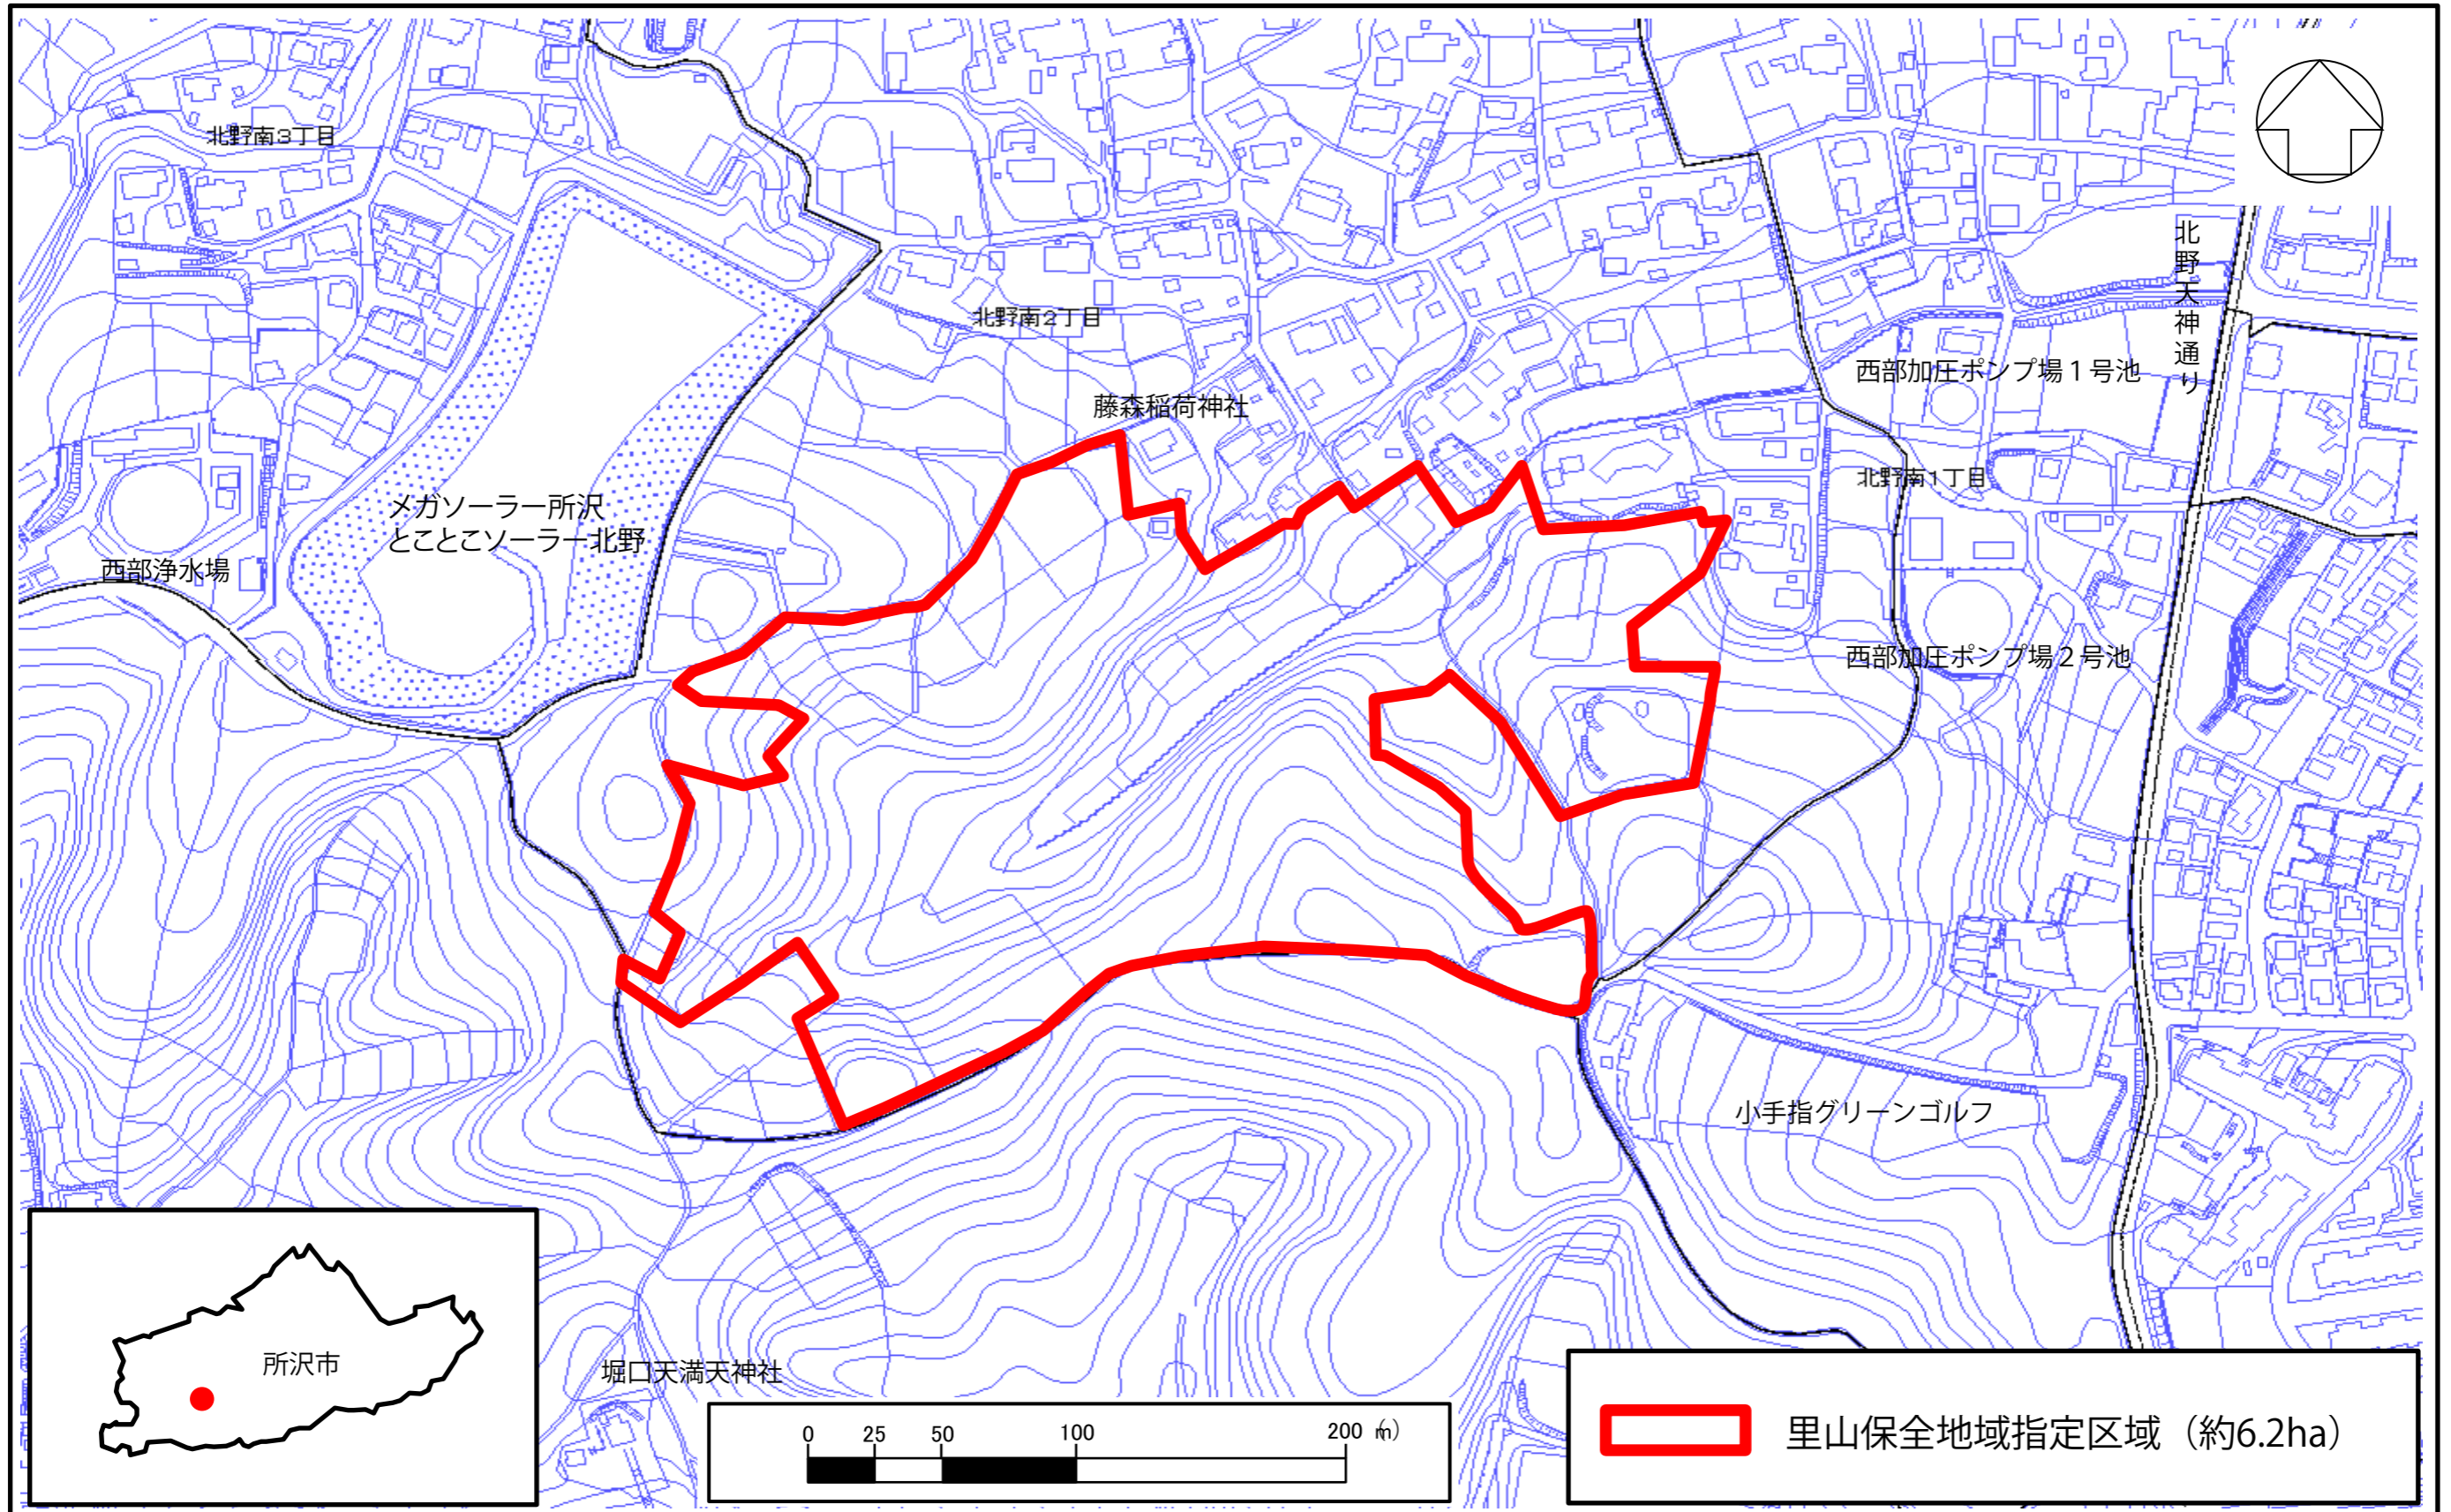 北野南3丁目
北野天神通り
北野南2丁目
西部加圧ポンプ場1号池
藤森稲荷神社
北野南1丁目
メガソーラー所沢
とことこソーラー北野
西部浄水場
西部加圧ポンプ場2号池
小手指グリーンゴルフ
所沢市
堀口天満天神社
0 25 50 100 200 (m)
里山保全地域指定区域（約6.2ha）